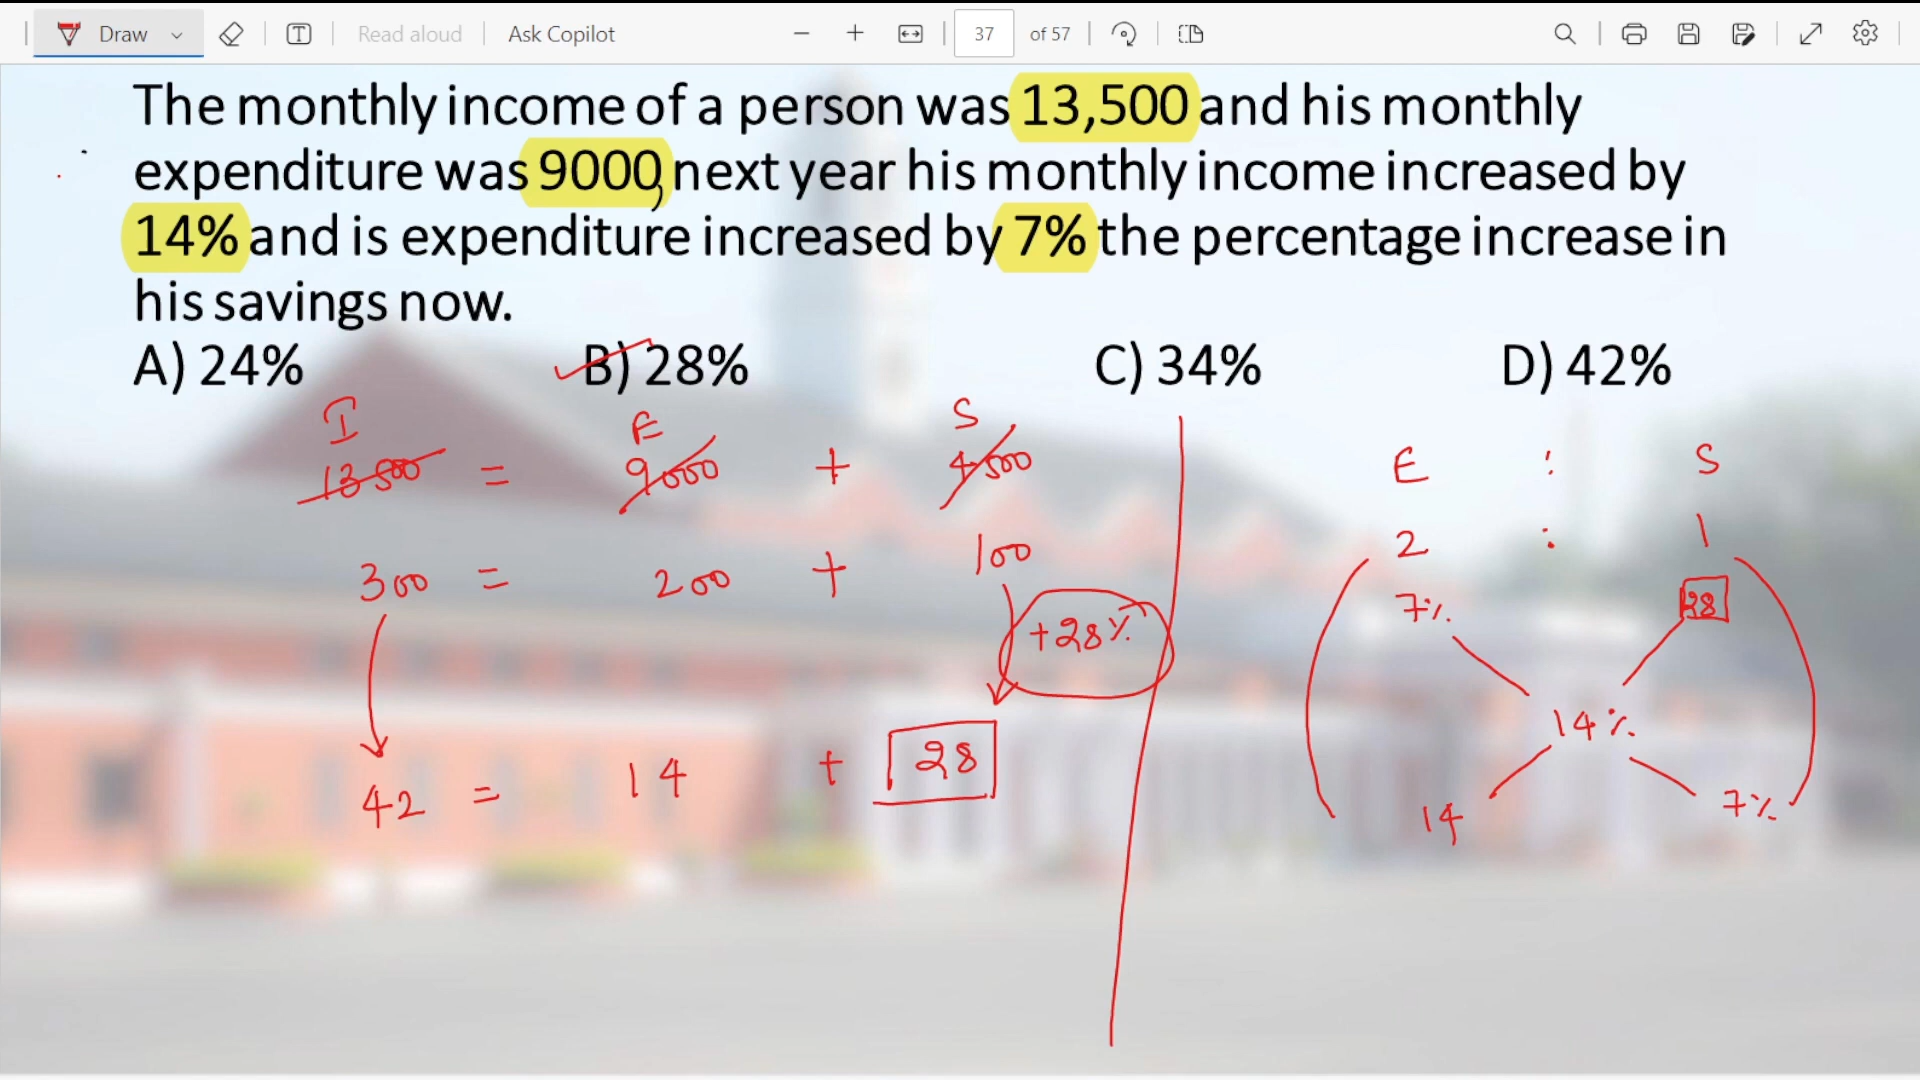 Draw Read aloud Ask Copilot 37 of 57
The monthly income of a person was 13,500 and his monthly
expenditure was 9000, next year his monthly income increased by
14% and is expenditure increased by 7% the percentage increase in
his savings now.
A) 24% B) 28% C) 34% D) 42%
I E S
13500 = 9000 + 4500
300 = 200 + 100
+28%
42 = 14 + 28
E : S
2 : 1
7% 28
14%
14 7%